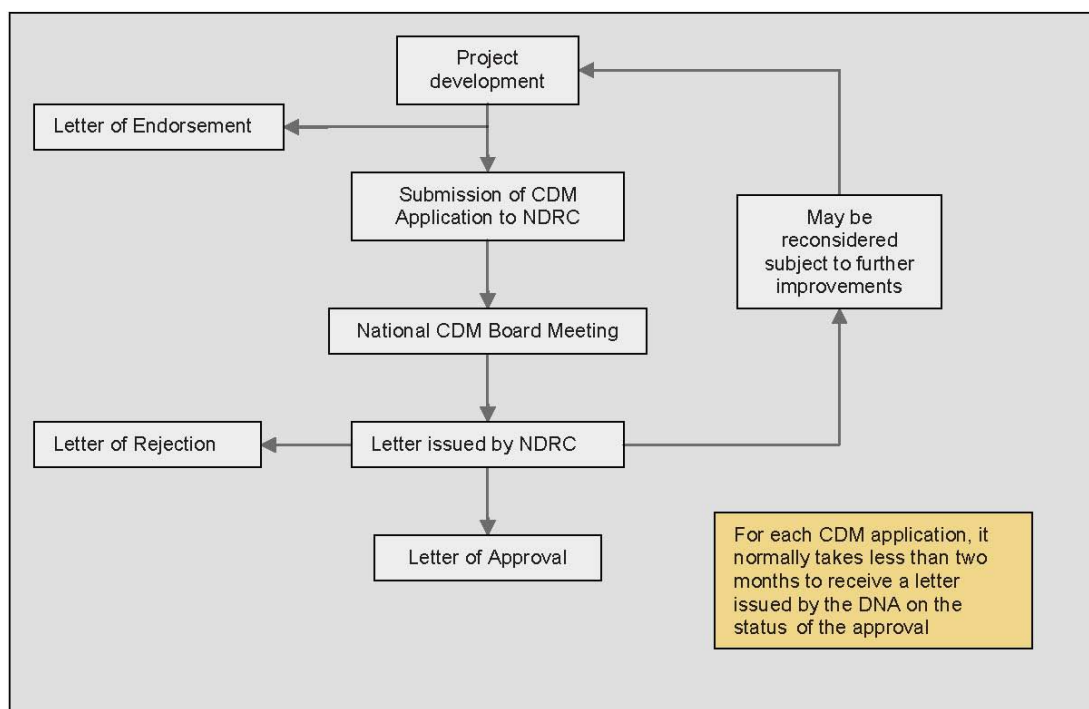 Project
development
Letter of Endorsement
Submission of CDM
Application to NDRC
May be
reconsidered
subject to further
improvements
National CDM Board Meeting
Letter of Rejection
Letter issued by NDRC
Letter of Approval
For each CDM application, it
normally takes less than two
months to receive a letter
issued by the DNA on the
status of the approval